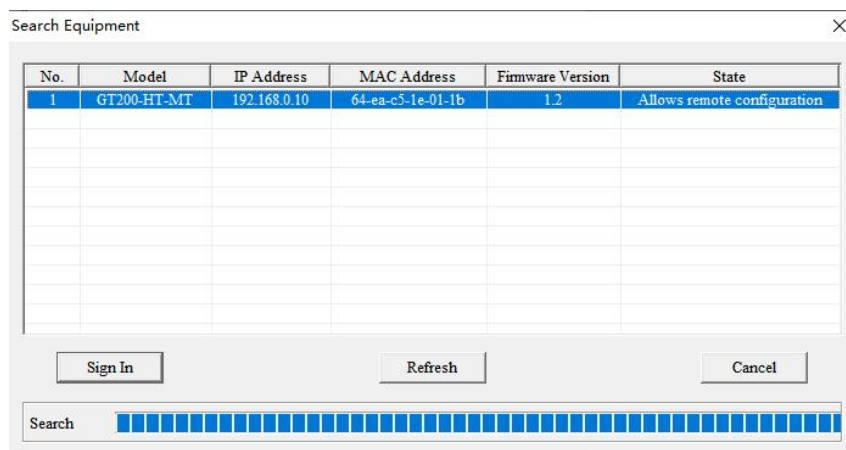 Search Equipment
No. Model IP Address MAC Address Firmware Version State
1 GT200-HT-MT 192.168.0.10 64-ea-c5-1e-01-1b 1.2 Allows remote configuration
Sign In Refresh Cancel
Search